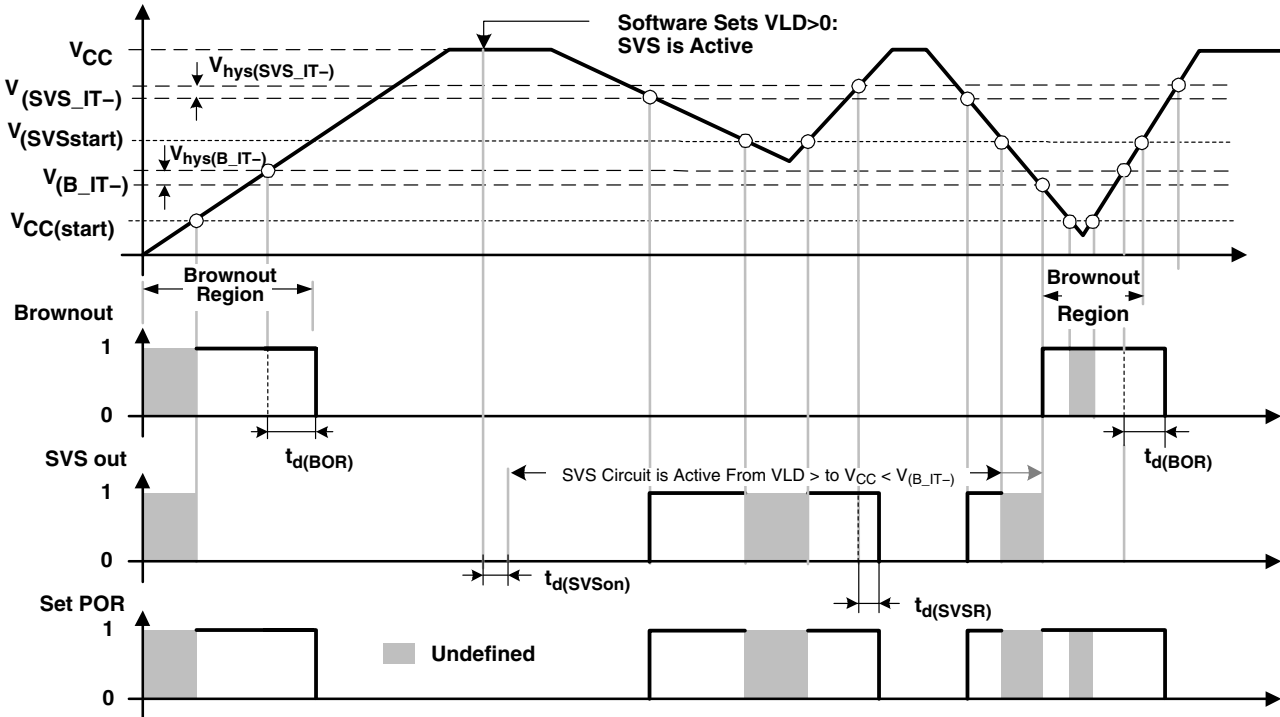 Software Sets VLD>0:
SVS is Active
VCC
Vhys(SVS_IT–)
V(SVS_IT–)
V(SVSstart)
Vhys(B_IT–)
V(B_IT–)
VCC(start)
Brownout
Region
Brownout
Region
Brownout
1
0
td(BOR)
td(BOR)
SVS out
SVS Circuit is Active From VLD > to VCC < V(B_IT–)
1
0
td(SVSon)
td(SVSR)
Set POR
1
Undefined
0